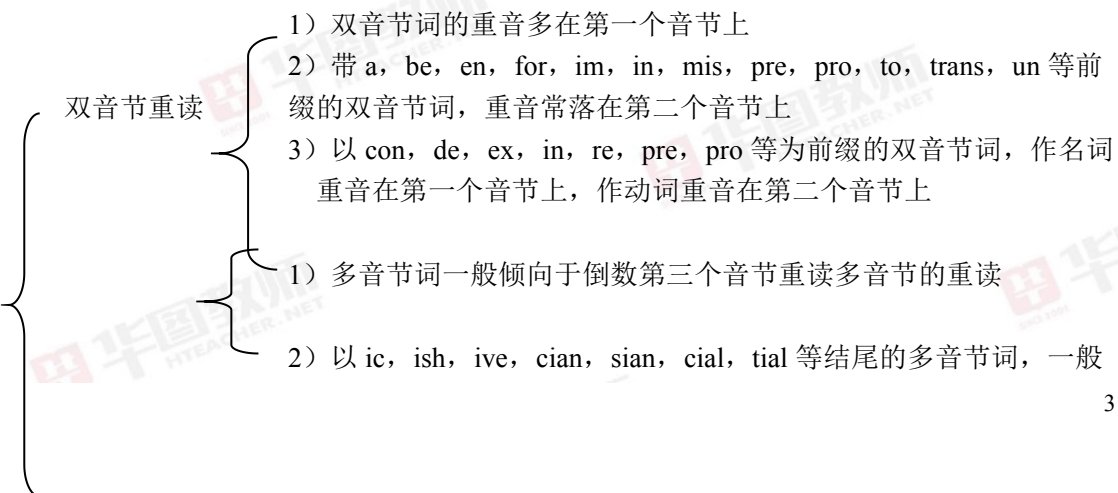 1）双音节词的重音多在第一个音节上
2）带 a，be，en，for，im，in，mis，pre，pro，to，trans，un 等前
双音节重读
缀的双音节词，重音常落在第二个音节上
3）以 con，de，ex，in，re，pre，pro 等为前缀的双音节词，作名词
重音在第一个音节上，作动词重音在第二个音节上
1）多音节词一般倾向于倒数第三个音节重读多音节的重读
2）以 ic，ish，ive，cian，sian，cial，tial 等结尾的多音节词，一般
3
华图教师
HTEACHER.NET